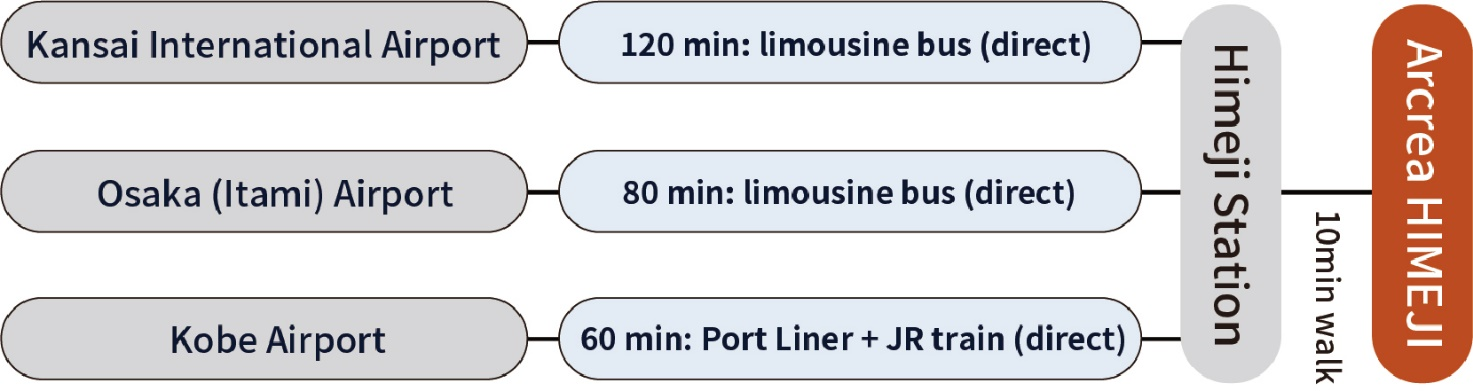 Kansai International Airport
120 min: limousine bus (direct)
Osaka (Itami) Airport
80 min: limousine bus (direct)
Kobe Airport
60 min: Port Liner + JR train (direct)
Himeji Station
10min walk
Arcrea HIMEJI